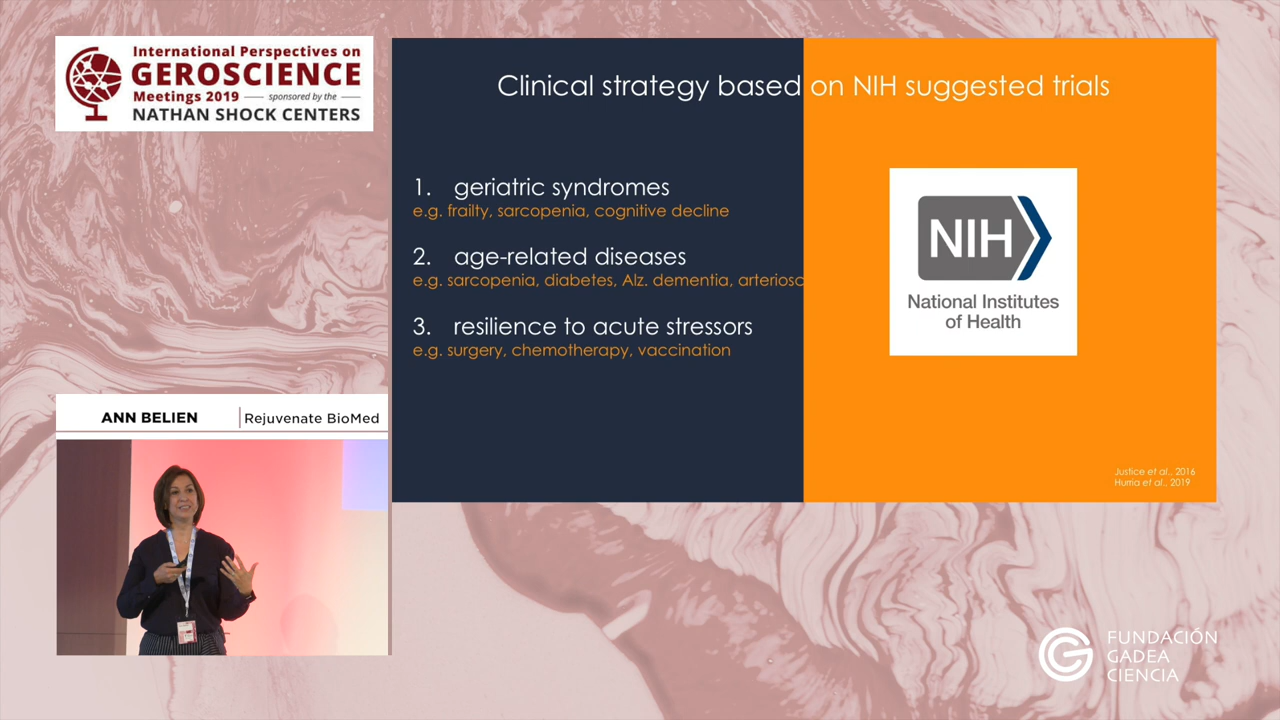 International Perspectives on
GEROSCIENCE
Meetings 2019 — sponsored by the —
NATHAN SHOCK CENTERS
Clinical strategy based on NIH suggested trials
1. geriatric syndromes
e.g. frailty, sarcopenia, cognitive decline
2. age-related diseases
e.g. sarcopenia, diabetes, Alz. dementia, arteriosc
3. resilience to acute stressors
e.g. surgery, chemotherapy, vaccination
NIH
National Institutes
of Health
Justice et al., 2016
Hurria et al., 2019
ANN BELIEN | Rejuvenate BioMed
FUNDACIÓN
GADEA
CIENCIA